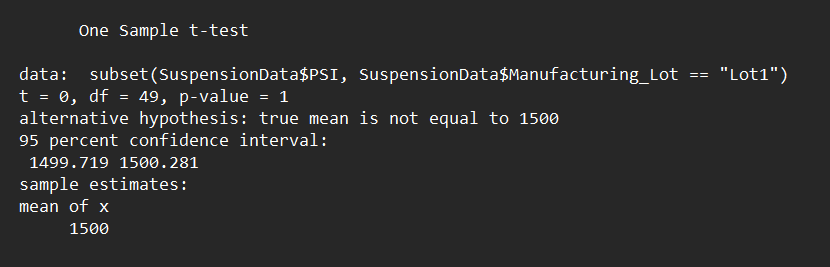 One Sample t-test
data:  subset(SuspensionData$PSI, SuspensionData$Manufacturing_Lot == "Lot1")
t = 0, df = 49, p-value = 1
alternative hypothesis: true mean is not equal to 1500
95 percent confidence interval:
1499.719 1500.281
sample estimates:
mean of x
1500